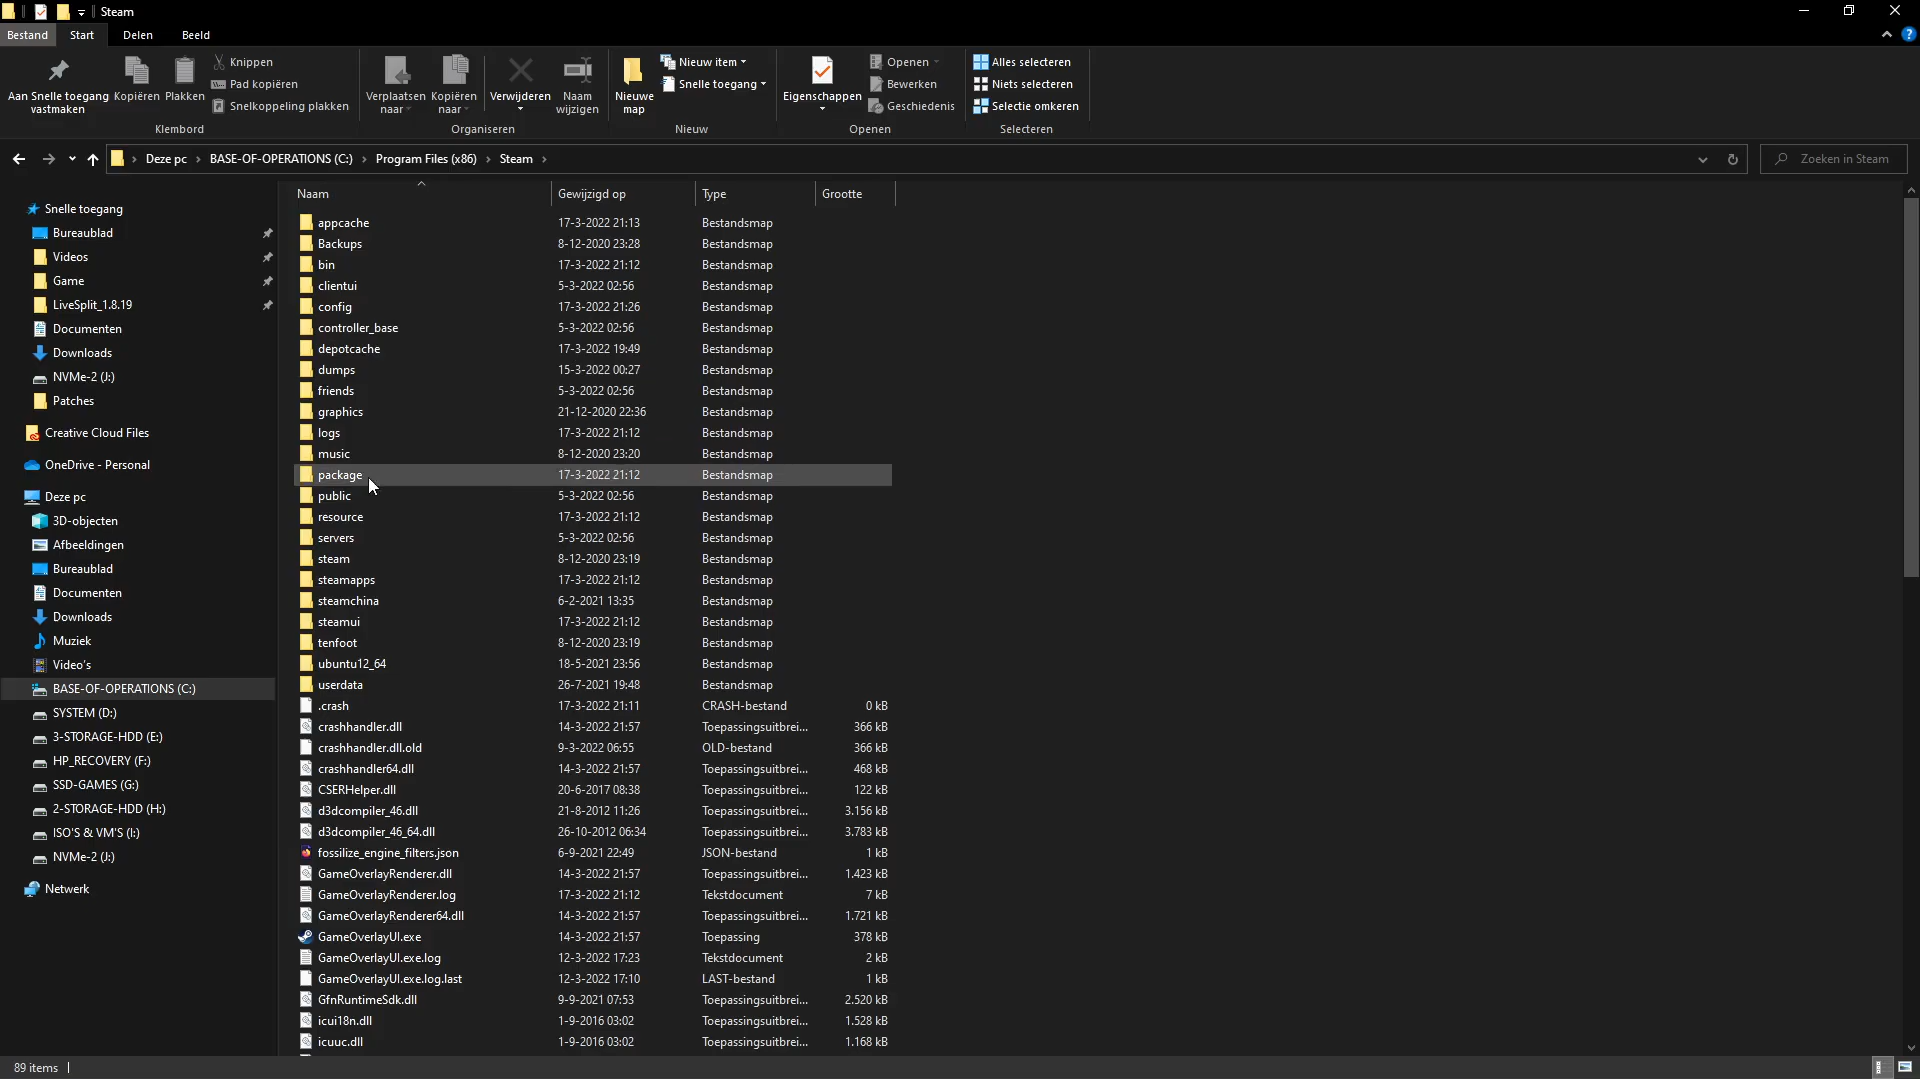 Steam
Bestand Start Delen Beeld
Aan Snelle toegang vastmaken
Kopiëren
Plakken
Knippen
Pad kopiëren
Snelkoppeling plakken
Klembord
Verplaatsen naar
Kopiëren naar
Verwijderen
Naam wijzigen
Organiseren
Nieuwe map
Nieuw item
Snelle toegang
Nieuw
Eigenschappen
Openen
Bewerken
Geschiedenis
Openen
Alles selecteren
Niets selecteren
Selectie omkeren
Selecteren
Deze pc › BASE-OF-OPERATIONS (C:) › Program Files (x86) › Steam ›
Zoeken in Steam
Snelle toegang
Bureaublad
Videos
Game
LiveSplit_1.8.19
Documenten
Downloads
NVMe-2 (J:)
Patches
Creative Cloud Files
OneDrive - Personal
Deze pc
3D-objecten
Afbeeldingen
Bureaublad
Documenten
Downloads
Muziek
Video's
BASE-OF-OPERATIONS (C:)
SYSTEM (D:)
3-STORAGE-HDD (E:)
HP_RECOVERY (F:)
SSD-GAMES (G:)
2-STORAGE-HDD (H:)
ISO'S & VM'S (I:)
NVMe-2 (J:)
Netwerk
Naam Gewijzigd op Type Grootte
appcache 17-3-2022 21:13 Bestandsmap
Backups 8-12-2020 23:28 Bestandsmap
bin 17-3-2022 21:12 Bestandsmap
clientui 5-3-2022 02:56 Bestandsmap
config 17-3-2022 21:26 Bestandsmap
controller_base 5-3-2022 02:56 Bestandsmap
depotcache 17-3-2022 19:49 Bestandsmap
dumps 15-3-2022 00:27 Bestandsmap
friends 5-3-2022 02:56 Bestandsmap
graphics 21-12-2020 22:36 Bestandsmap
logs 17-3-2022 21:12 Bestandsmap
music 8-12-2020 23:20 Bestandsmap
package 17-3-2022 21:12 Bestandsmap
public 5-3-2022 02:56 Bestandsmap
resource 17-3-2022 21:12 Bestandsmap
servers 5-3-2022 02:56 Bestandsmap
steam 8-12-2020 23:19 Bestandsmap
steamapps 17-3-2022 21:12 Bestandsmap
steamchina 6-2-2021 13:35 Bestandsmap
steamui 17-3-2022 21:12 Bestandsmap
tenfoot 8-12-2020 23:19 Bestandsmap
ubuntu12_64 18-5-2021 23:56 Bestandsmap
userdata 26-7-2021 19:48 Bestandsmap
.crash 17-3-2022 21:11 CRASH-bestand 0 kB
crashhandler.dll 14-3-2022 21:57 Toepassingsuitbrei... 366 kB
crashhandler.dll.old 9-3-2022 06:55 OLD-bestand 366 kB
crashhandler64.dll 14-3-2022 21:57 Toepassingsuitbrei... 468 kB
CSERHelper.dll 20-6-2017 08:38 Toepassingsuitbrei... 122 kB
d3dcompiler_46.dll 21-8-2012 11:26 Toepassingsuitbrei... 3.156 kB
d3dcompiler_46_64.dll 26-10-2012 06:34 Toepassingsuitbrei... 3.783 kB
fossilize_engine_filters.json 6-9-2021 22:49 JSON-bestand 1 kB
GameOverlayRenderer.dll 14-3-2022 21:57 Toepassingsuitbrei... 1.423 kB
GameOverlayRenderer.log 17-3-2022 21:12 Tekstdocument 7 kB
GameOverlayRenderer64.dll 14-3-2022 21:57 Toepassingsuitbrei... 1.721 kB
GameOverlayUI.exe 14-3-2022 21:57 Toepassing 378 kB
GameOverlayUI.exe.log 12-3-2022 17:23 Tekstdocument 2 kB
GameOverlayUI.exe.log.last 12-3-2022 17:10 LAST-bestand 1 kB
GfnRuntimeSdk.dll 9-9-2021 07:53 Toepassingsuitbrei... 2.520 kB
icui18n.dll 1-9-2016 03:02 Toepassingsuitbrei... 1.528 kB
icuuc.dll 1-9-2016 03:02 Toepassingsuitbrei... 1.168 kB
89 items